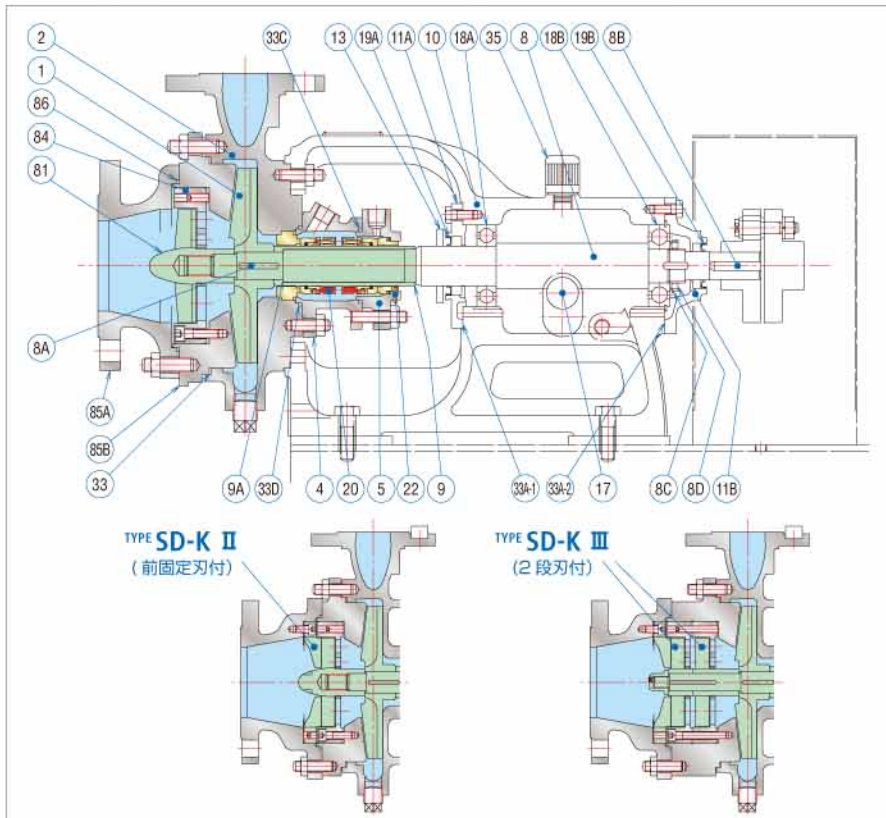 2
33C
13
19A
11A
10
18A
35
8
18B
19B
8B
1
86
84
81
8A
85A
85B
33
9A
33D
4
20
5
22
9
33A-1
33A-2
17
8C
8D
11B
TYPE SD-K II
(前固定刃付)
TYPE SD-K III
(2段刃付)